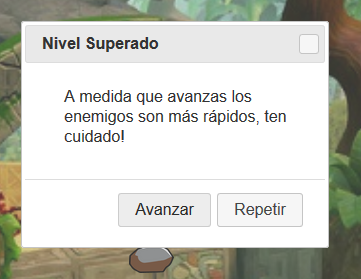 Nivel Superado
A medida que avanzas los
enemigos son más rápidos, ten
cuidado!
Avanzar
Repetir